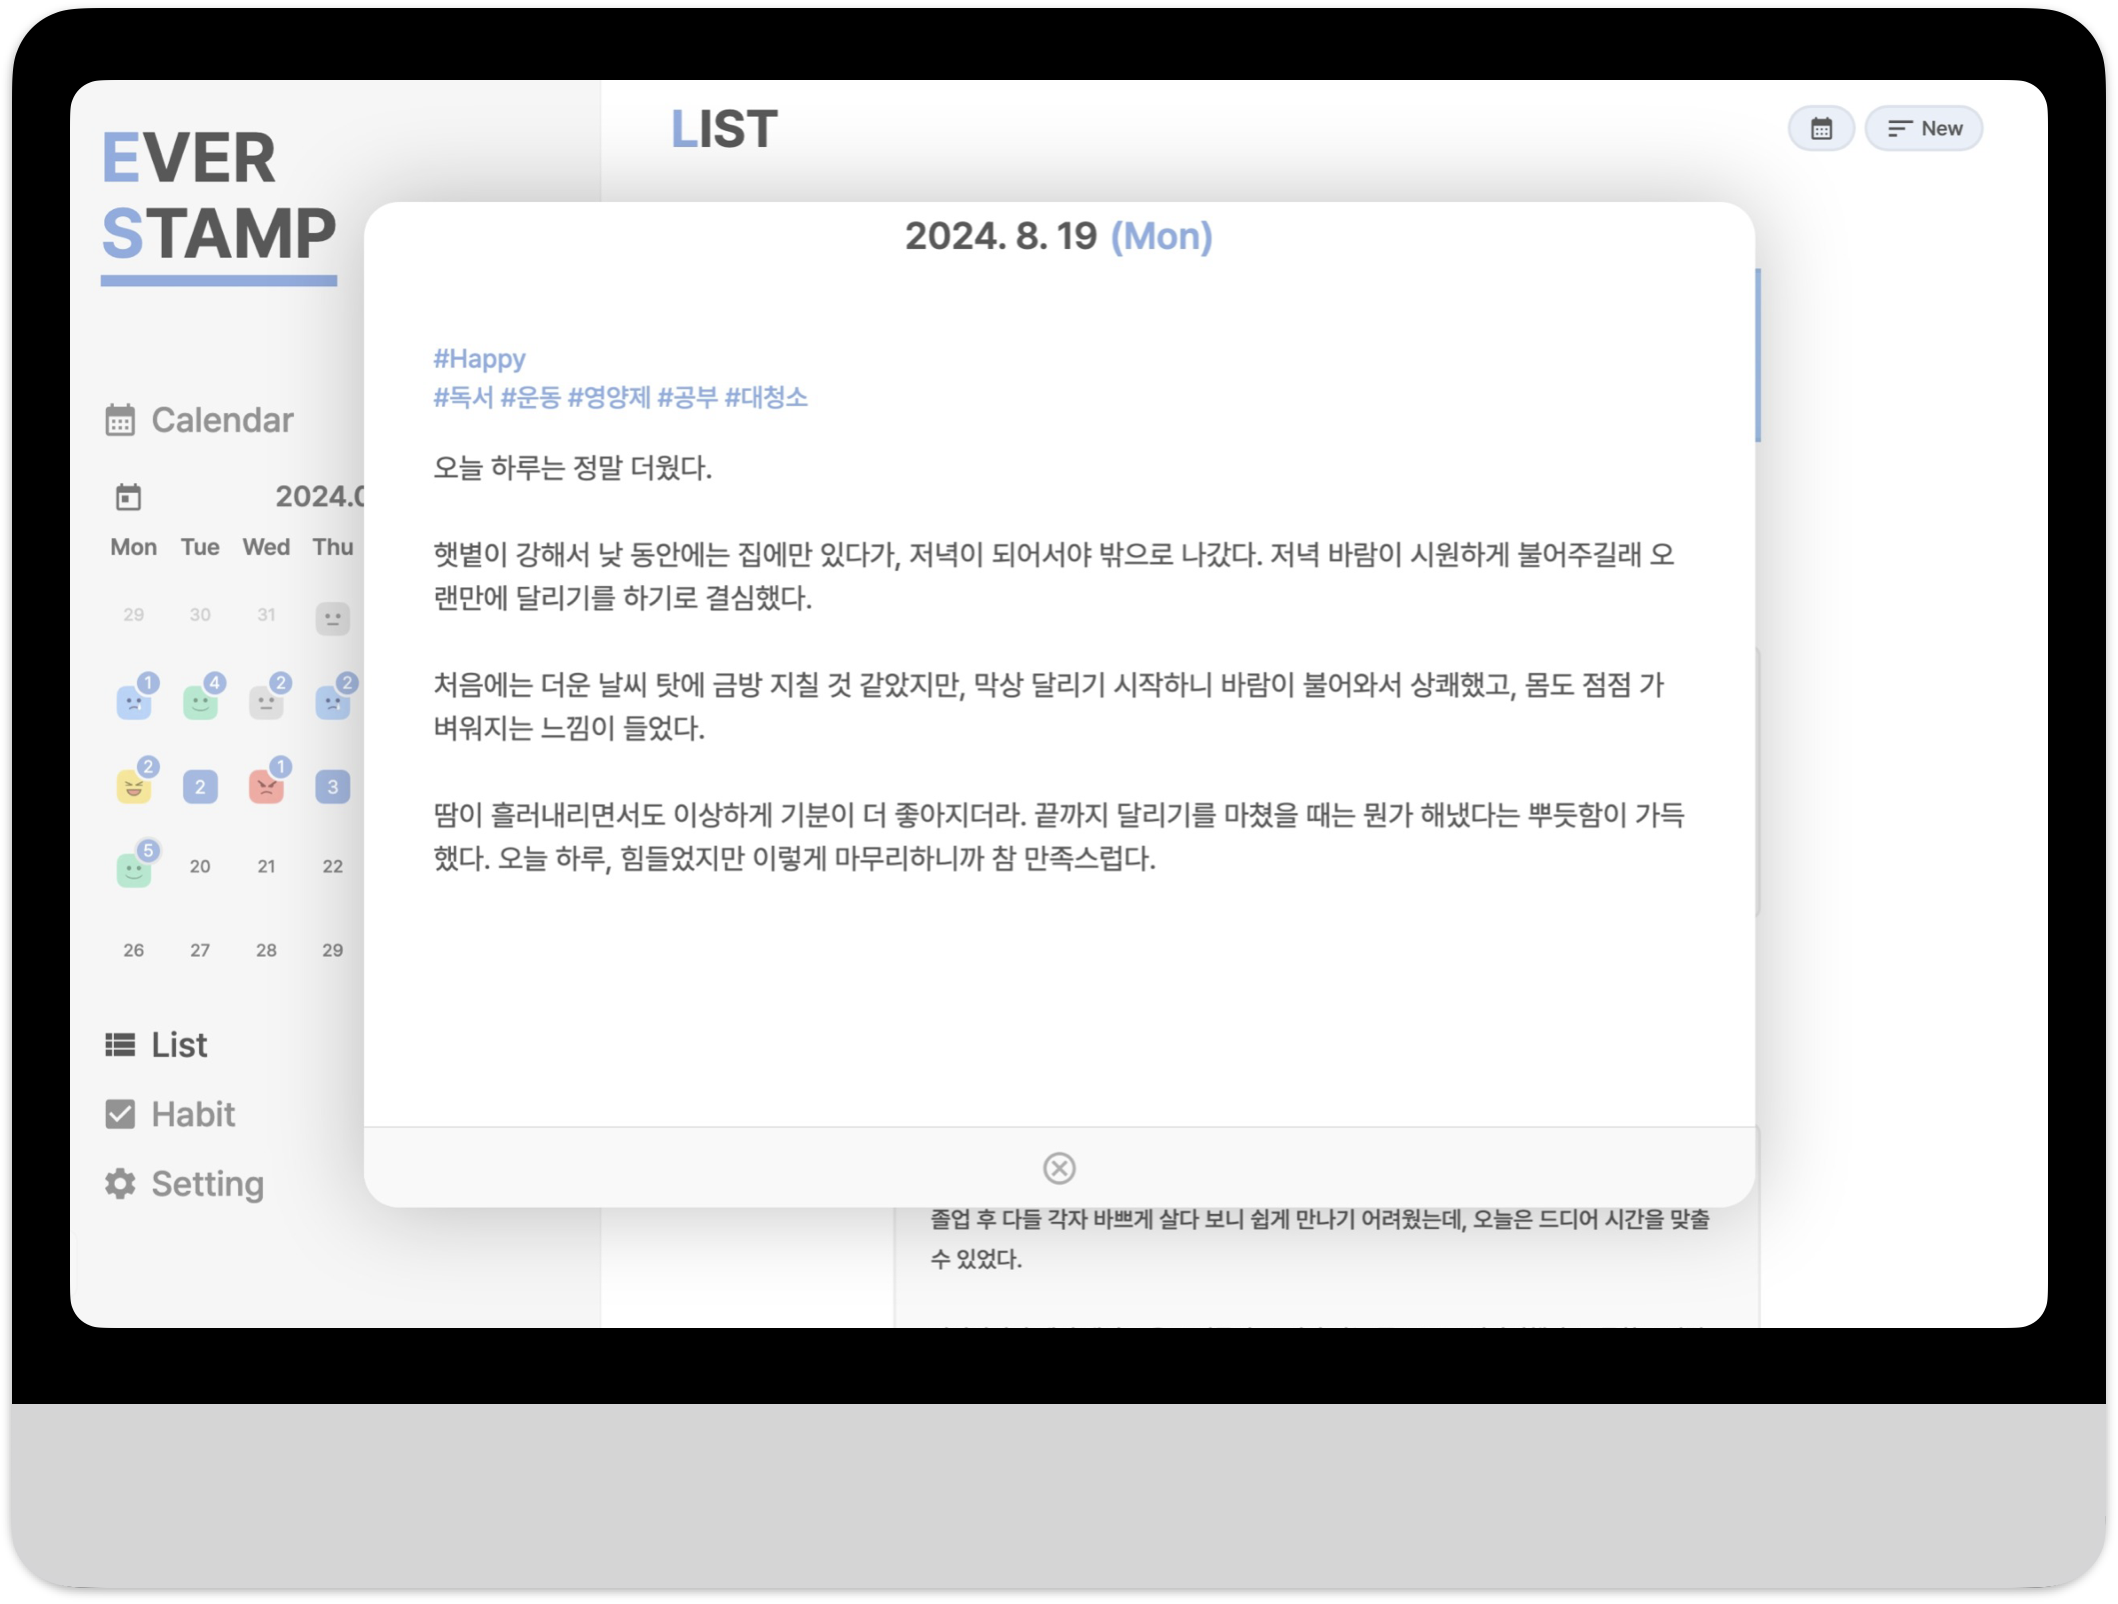 EVER
STAMP
Calendar
Mon Tue Wed Thu
29 30 31
1 4 2 2
2 2 1 3
5 20 21 22
26 27 28 29
List
Habit
Setting
LIST
New
2024. 8. 19 (Mon)
#Happy
#독서 #운동 #영양제 #공부 #대청소
오늘 하루는 정말 더웠다.
햇볕이 강해서 낮 동안에는 집에만 있다가, 저녁이 되어서야 밖으로 나갔다. 저녁 바람이 시원하게 불어주길래 오
랜만에 달리기를 하기로 결심했다.
처음에는 더운 날씨 탓에 금방 지칠 것 같았지만, 막상 달리기 시작하니 바람이 불어와서 상쾌했고, 몸도 점점 가
벼워지는 느낌이 들었다.
땀이 흘러내리면서도 이상하게 기분이 더 좋아지더라. 끝까지 달리기를 마쳤을 때는 뭔가 해냈다는 뿌듯함이 가득
했다. 오늘 하루, 힘들었지만 이렇게 마무리하니까 참 만족스럽다.
졸업 후 다들 각자 바쁘게 살다 보니 쉽게 만나기 어려웠는데, 오늘은 드디어 시간을 맞출
수 있었다.